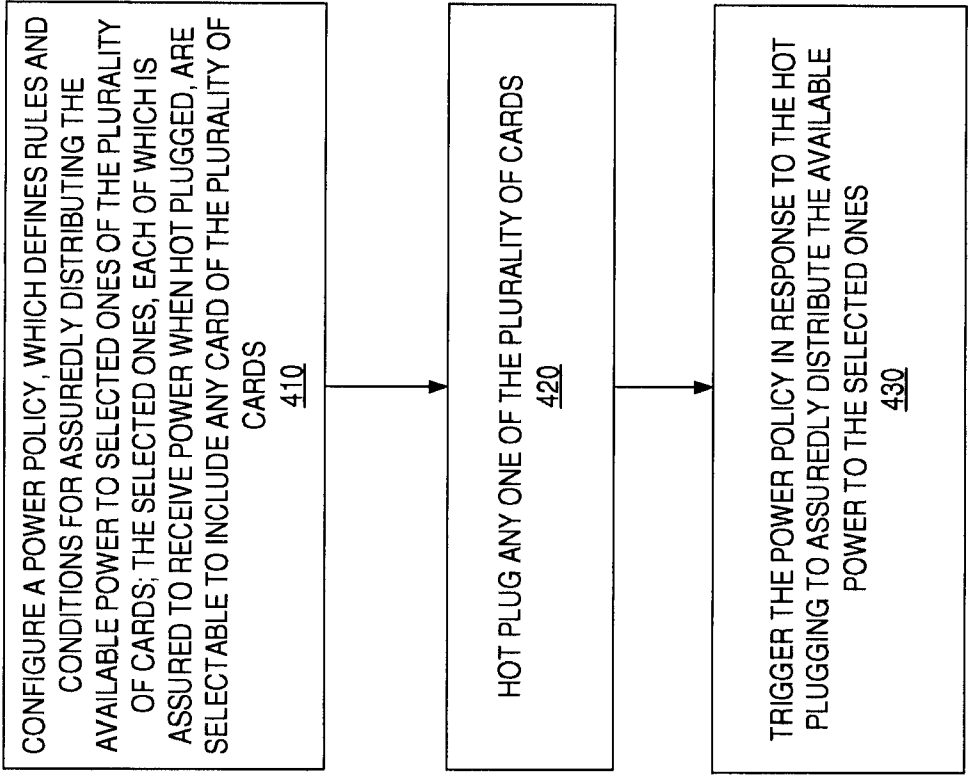 CONFIGURE A POWER POLICY, WHICH DEFINES RULES AND
CONDITIONS FOR ASSUREDLY DISTRIBUTING THE
AVAILABLE POWER TO SELECTED ONES OF THE PLURALITY
OF CARDS; THE SELECTED ONES, EACH OF WHICH IS
ASSURED TO RECEIVE POWER WHEN HOT PLUGGED, ARE
SELECTABLE TO INCLUDE ANY CARD OF THE PLURALITY OF
CARDS
410
HOT PLUG ANY ONE OF THE PLURALITY OF CARDS
420
TRIGGER THE POWER POLICY IN RESPONSE TO THE HOT
PLUGGING TO ASSUREDLY DISTRIBUTE THE AVAILABLE
POWER TO THE SELECTED ONES
430